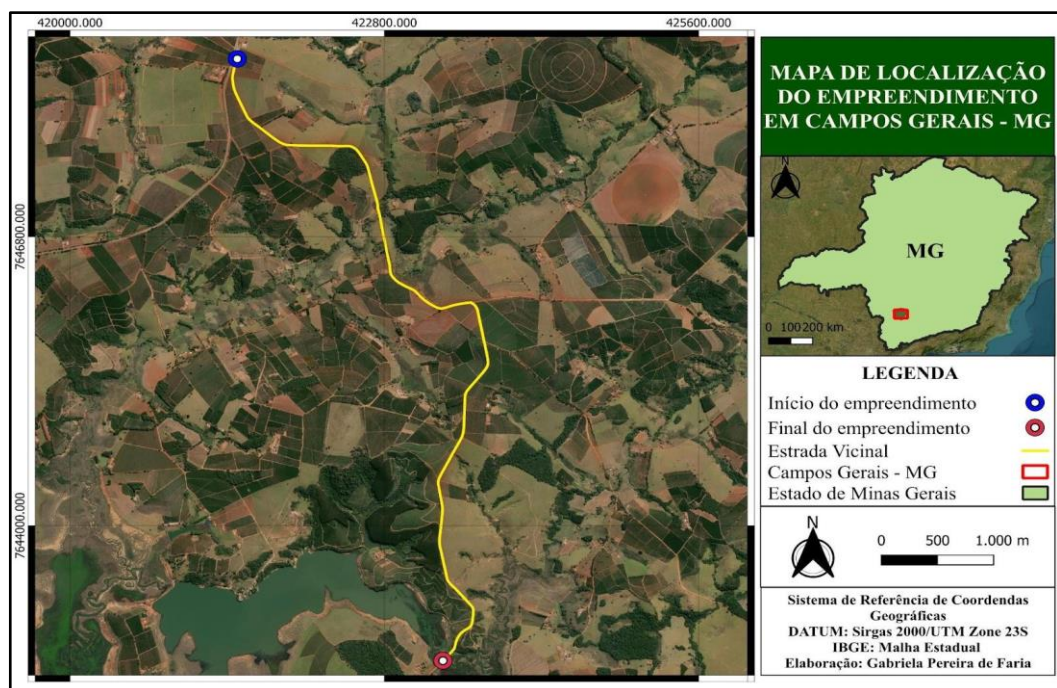 420000.000
422800.000
425600.000
7646800.000
7644000.000
MAPA DE LOCALIZAÇÃO
DO EMPREENDIMENTO
EM CAMPOS GERAIS - MG
N
MG
0 100200 km
LEGENDA
Início do empreendimento
Final do empreendimento
Estrada Vicinal
Campos Gerais - MG
Estado de Minas Gerais
N
0 500 1.000 m
Sistema de Referência de Coordendas
Geográficas
DATUM: Sirgas 2000/UTM Zone 23S
IBGE: Malha Estadual
Elaboração: Gabriela Pereira de Faria